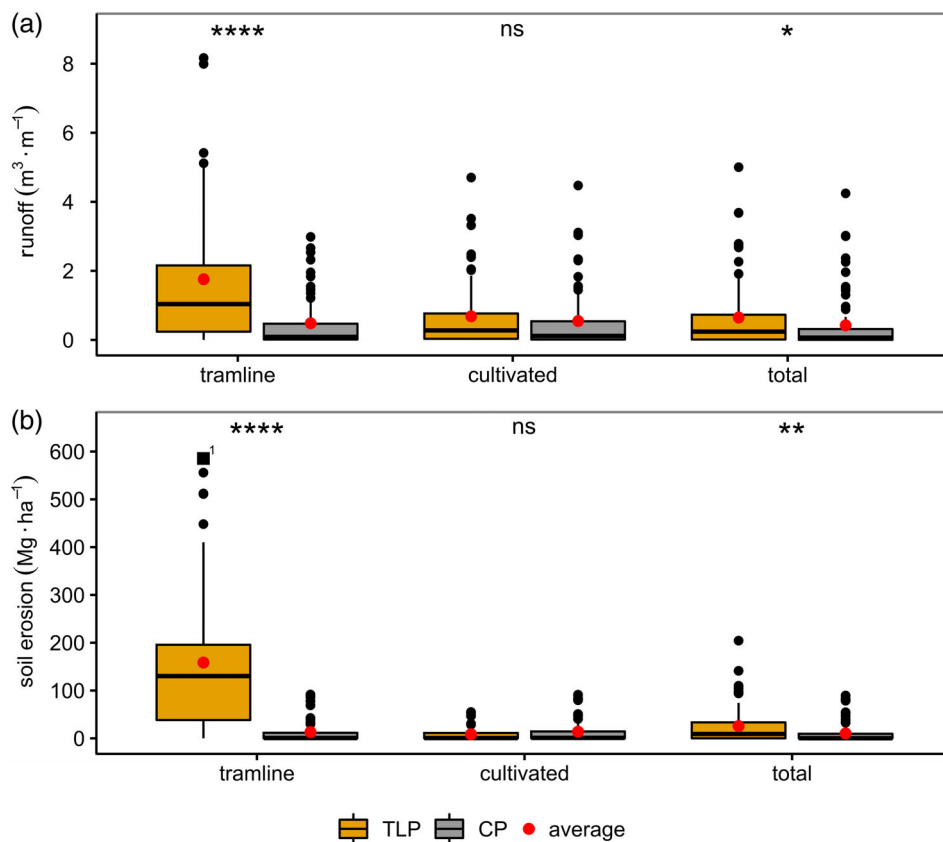 (a)
**** ns *
8
6
4
2
0
runoff (m³·m⁻¹)
tramline cultivated total
(b)
**** ns **
1
600
500
400
300
200
100
0
soil erosion (Mg·ha⁻¹)
tramline cultivated total
TLP CP average